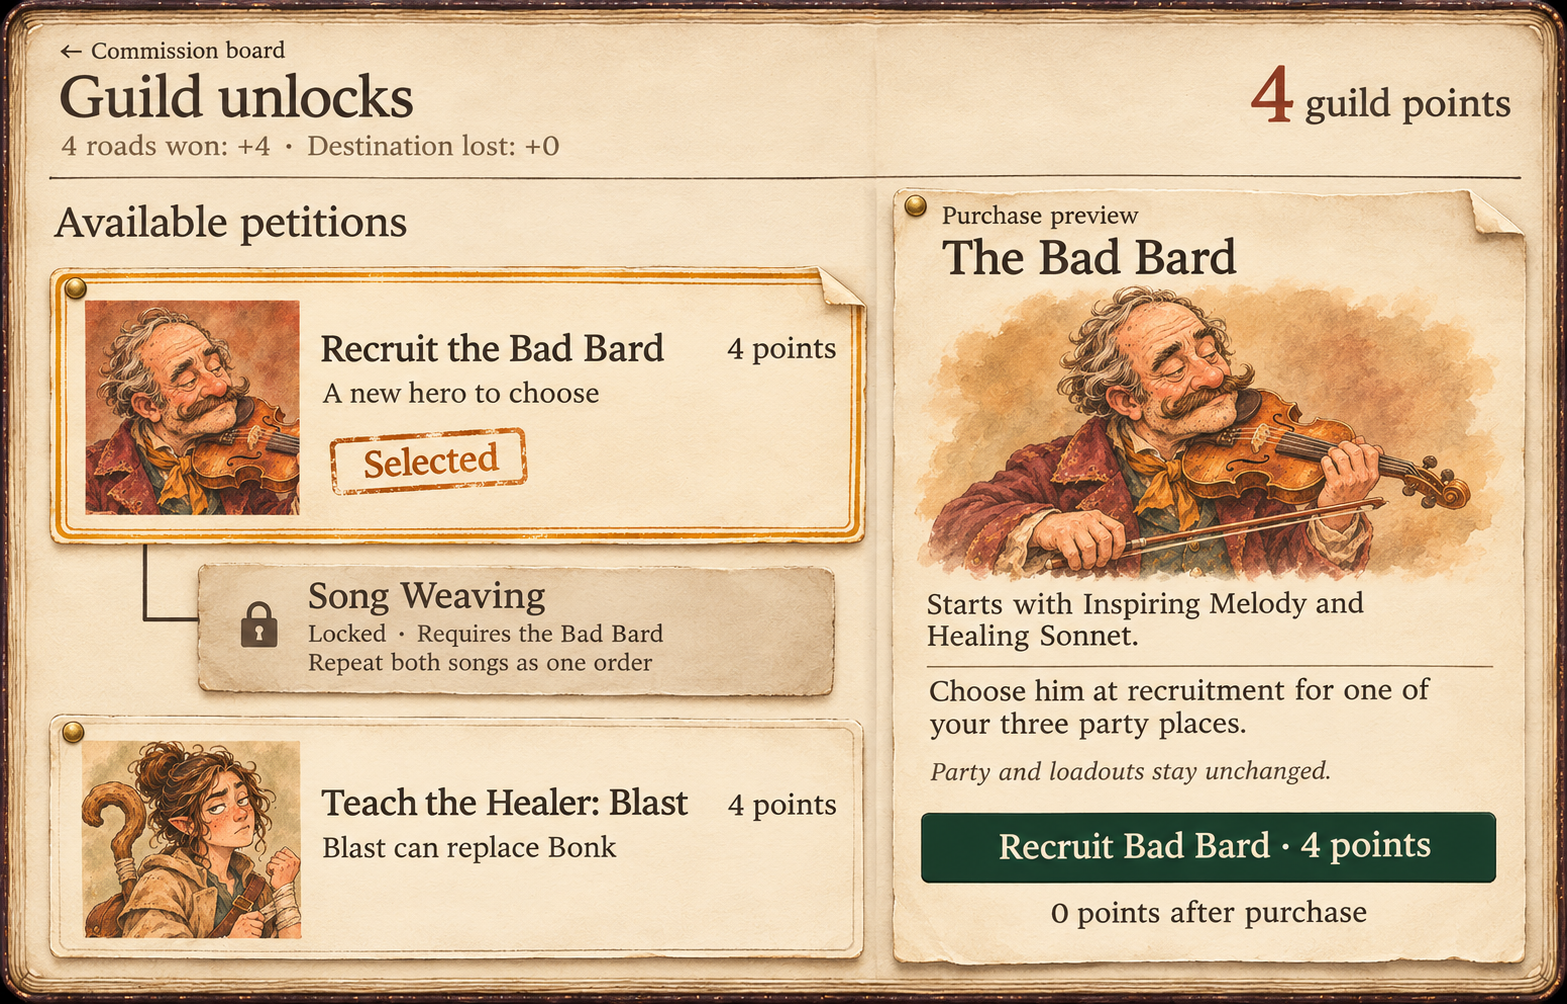 ← Commission board
Guild unlocks
4 roads won: +4 · Destination lost: +0
4 guild points
Available petitions
Recruit the Bad Bard 4 points
A new hero to choose
Selected
Song Weaving
Locked · Requires the Bad Bard
Repeat both songs as one order
Teach the Healer: Blast 4 points
Blast can replace Bonk
Purchase preview
The Bad Bard
Starts with Inspiring Melody and
Healing Sonnet.
Choose him at recruitment for one of
your three party places.
Party and loadouts stay unchanged.
Recruit Bad Bard · 4 points
0 points after purchase